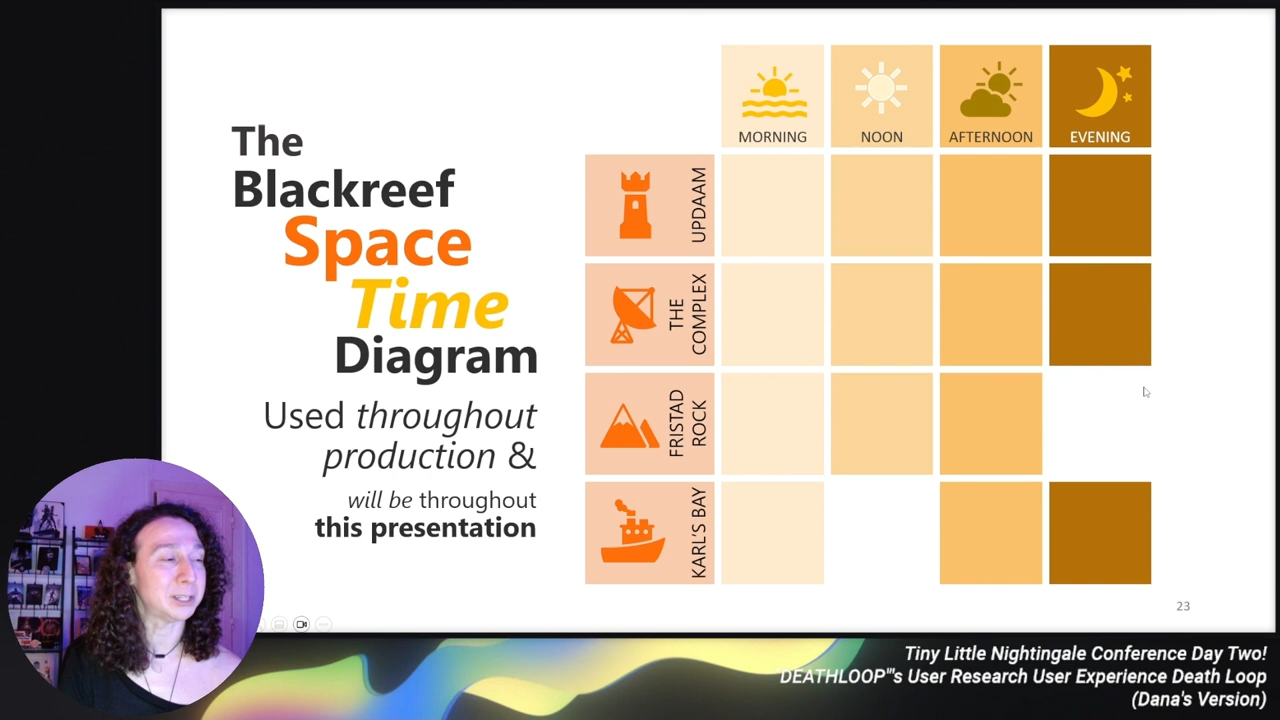 The
Blackreef
Space
Time
Diagram
Used throughout
production &
will be throughout
this presentation
MORNING
NOON
AFTERNOON
EVENING
UPDAAM
THE
COMPLEX
FRISTAD
ROCK
KARL'S BAY
23
Tiny Little Nightingale Conference Day Two!
"DEATHLOOP"'s User Research User Experience Death Loop
(Dana's Version)